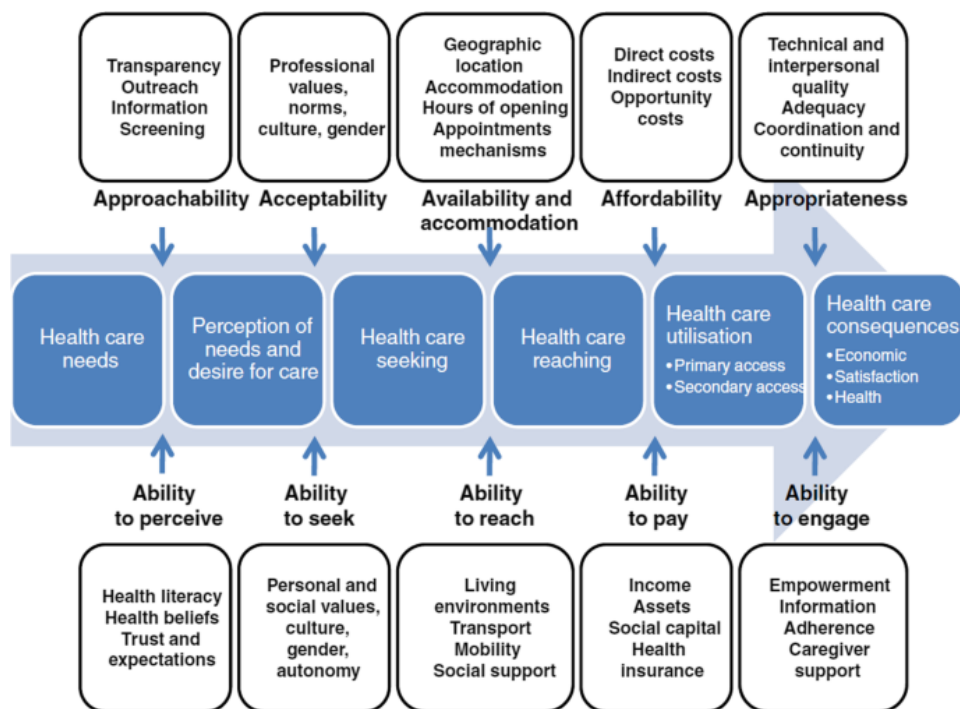 Transparency
Outreach
Information
Screening
Professional
values,
norms,
culture, gender
Geographic
location
Accommodation
Hours of opening
Appointments
mechanisms
Direct costs
Indirect costs
Opportunity
costs
Technical and
interpersonal
quality
Adequacy
Coordination and
continuity
Approachability
Acceptability
Availability and
accommodation
Affordability
Appropriateness
Health care
needs
Perception of
needs and
desire for care
Health care
seeking
Health care
reaching
Health care
utilisation
• Primary access
• Secondary access
Health care
consequences
• Economic
• Satisfaction
• Health
Ability
to perceive
Ability
to seek
Ability
to reach
Ability
to pay
Ability
to engage
Health literacy
Health beliefs
Trust and
expectations
Personal and
social values,
culture,
gender,
autonomy
Living
environments
Transport
Mobility
Social support
Income
Assets
Social capital
Health
insurance
Empowerment
Information
Adherence
Caregiver
support